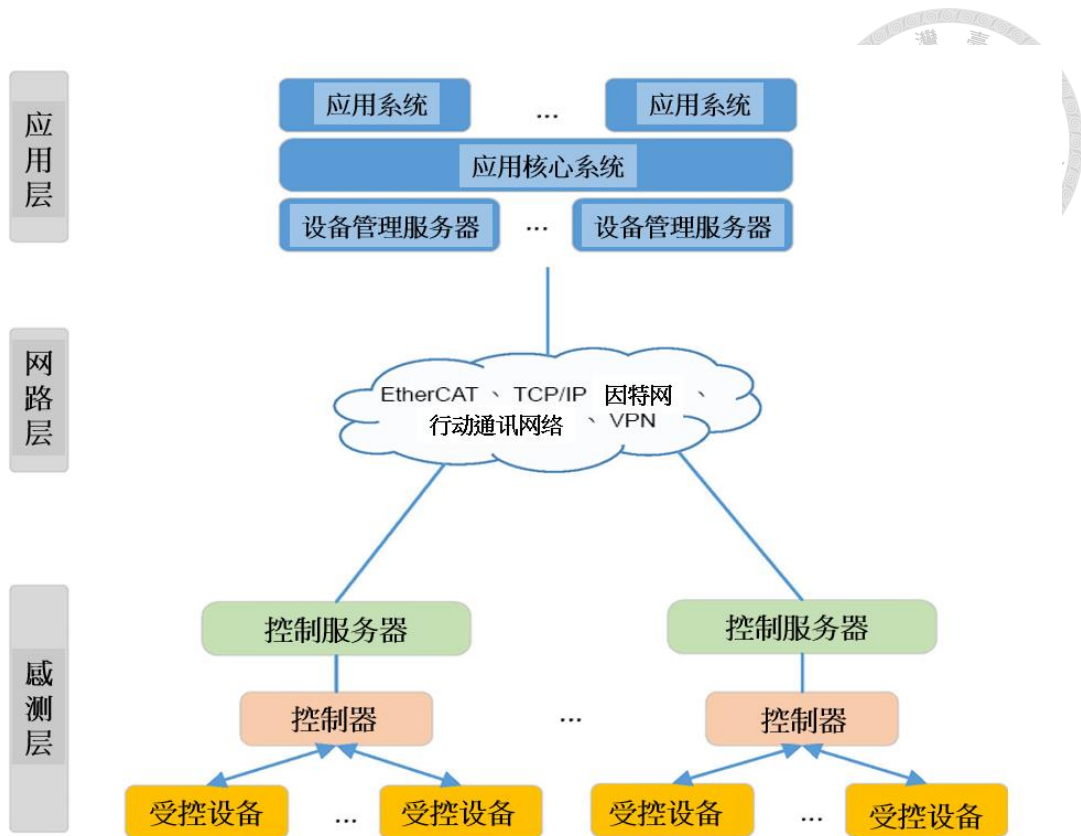 灣 臺
应用层
应用系统 ... 应用系统
应用核心系统
设备管理服务器 ... 设备管理服务器
网路层
EtherCAT 、 TCP/IP 因特网 、
行动通讯网络 、 VPN
感测层
控制服务器 控制服务器
控制器 ... 控制器
受控设备 ... 受控设备 受控设备 ... 受控设备